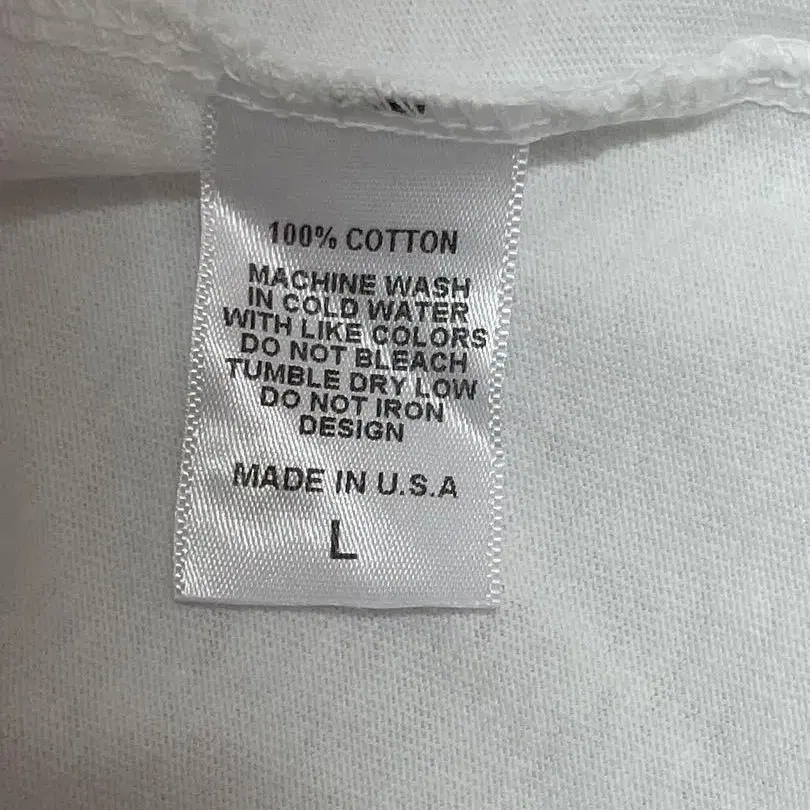 100% COTTON
MACHINE WASH
IN COLD WATER
WITH LIKE COLORS
DO NOT BLEACH
TUMBLE DRY LOW
DO NOT IRON
DESIGN
MADE IN U.S.A
L